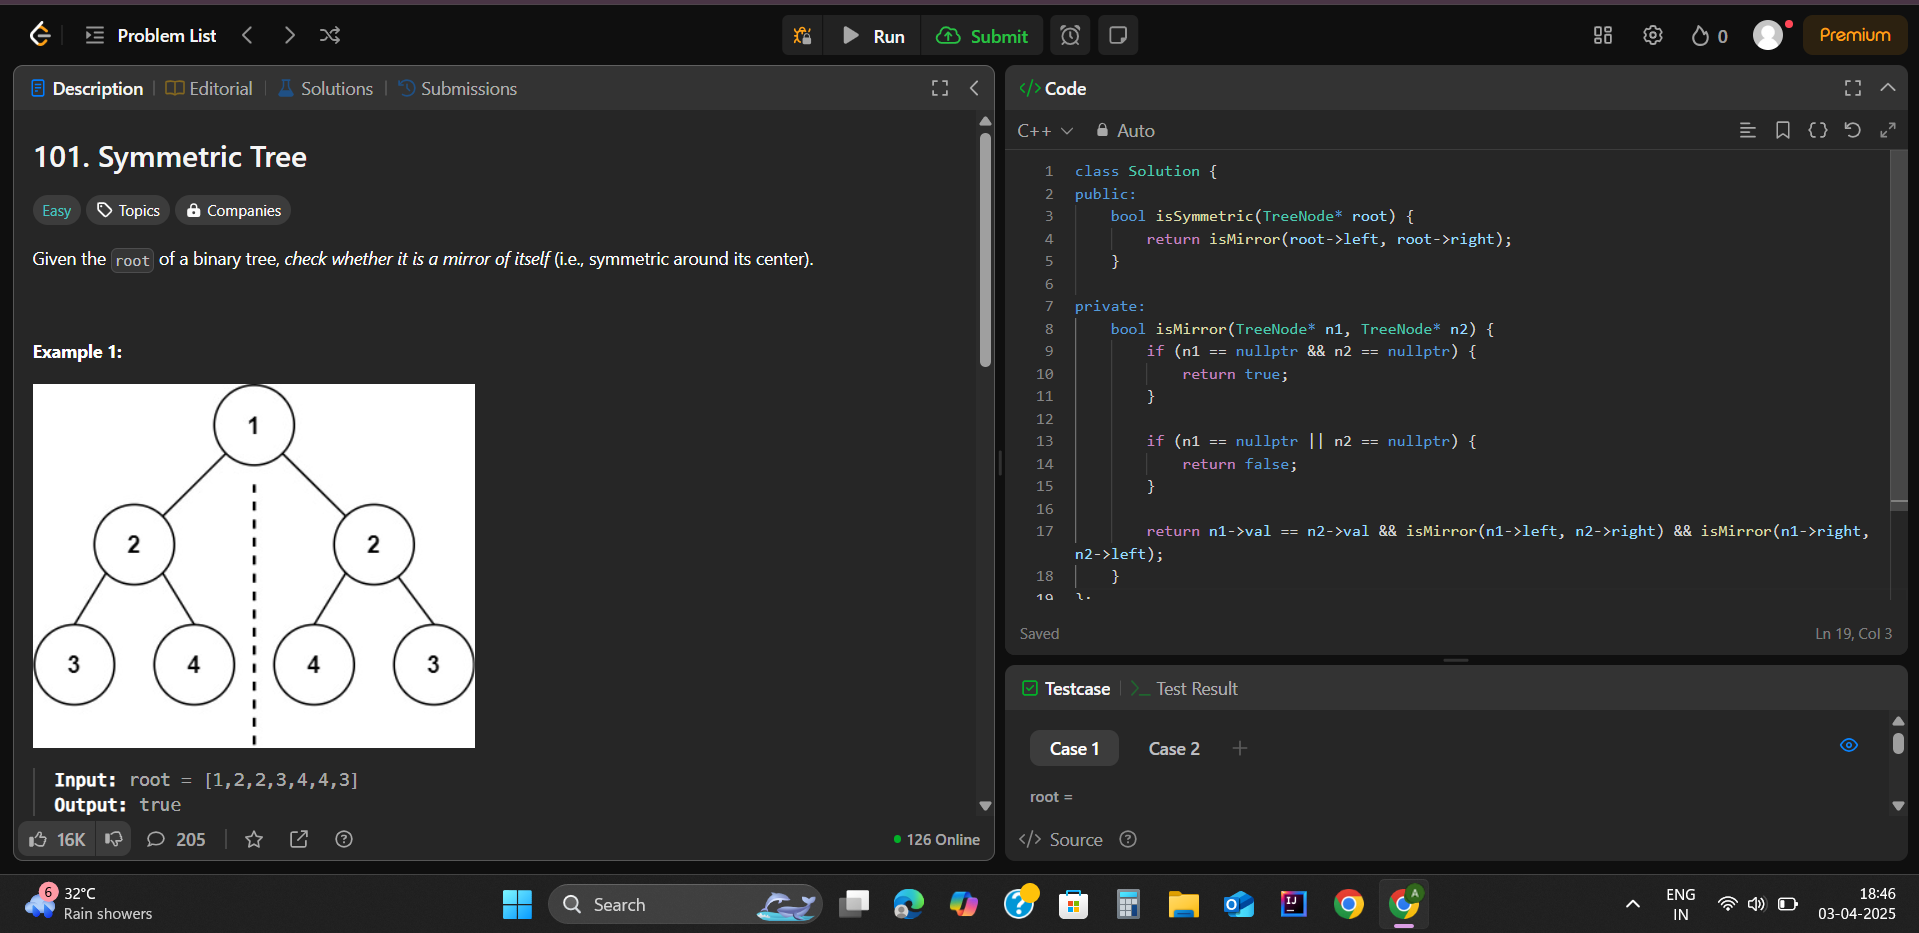 Problem List
Run
Submit
0
Premium
Description
Editorial
Solutions
Submissions
101. Symmetric Tree
Easy
Topics
Companies
Given the root of a binary tree, check whether it is a mirror of itself (i.e., symmetric around its center).
Example 1:
1
2 2
3 4 4 3
Input: root = [1,2,2,3,4,4,3]
Output: true
16K
205
126 Online
</> Code
C++
Auto
1 class Solution {
2 public:
3     bool isSymmetric(TreeNode* root) {
4         return isMirror(root->left, root->right);
5     }
6
7 private:
8     bool isMirror(TreeNode* n1, TreeNode* n2) {
9         if (n1 == nullptr && n2 == nullptr) {
10             return true;
11         }
12
13         if (n1 == nullptr || n2 == nullptr) {
14             return false;
15         }
16
17         return n1->val == n2->val && isMirror(n1->left, n2->right) && isMirror(n1->right,
n2->left);
18     }
19 };
Saved
Ln 19, Col 3
Testcase
Test Result
Case 1
Case 2
root =
</> Source
6
32°C
Rain showers
Search
IJ
A
ENG
IN
18:46
03-04-2025